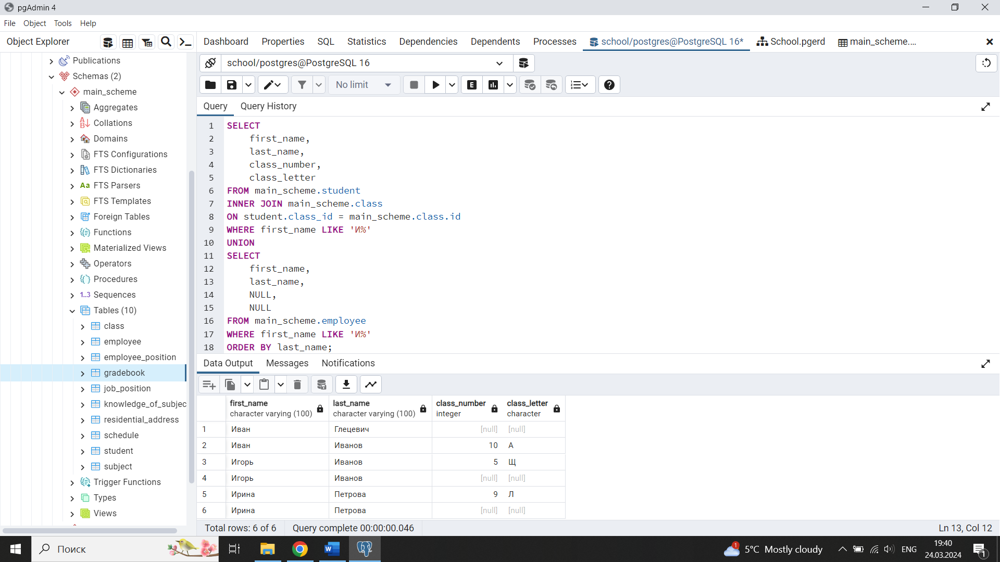 pgAdmin 4
File Object Tools Help
Object Explorer
Dashboard Properties SQL Statistics Dependencies Dependents Processes school/postgres@PostgreSQL 16* School.pgerd main_scheme....
Publications
Schemas (2)
main_scheme
Aggregates
Collations
Domains
FTS Configurations
FTS Dictionaries
Aa FTS Parsers
FTS Templates
Foreign Tables
Functions
Materialized Views
Operators
Procedures
1..3 Sequences
Tables (10)
class
employee
employee_position
gradebook
job_position
knowledge_of_subjec
residential_address
schedule
student
subject
Trigger Functions
Types
Views
school/postgres@PostgreSQL 16
No limit
E
Query Query History
1 SELECT
2 first_name,
3 last_name,
4 class_number,
5 class_letter
6 FROM main_scheme.student
7 INNER JOIN main_scheme.class
8 ON student.class_id = main_scheme.class.id
9 WHERE first_name LIKE 'И%'
10 UNION
11 SELECT
12 first_name,
13 last_name,
14 NULL,
15 NULL
16 FROM main_scheme.employee
17 WHERE first_name LIKE 'И%'
18 ORDER BY last_name;
Data Output Messages Notifications
first_name last_name class_number class_letter
character varying (100) character varying (100) integer character
1 Иван Глецевич [null] [null]
2 Иван Иванов 10 А
3 Игорь Иванов 5 Щ
4 Игорь Иванов [null] [null]
5 Ирина Петрова 9 Л
6 Ирина Петрова [null] [null]
Total rows: 6 of 6 Query complete 00:00:00.046 Ln 13, Col 12
Поиск
W
1 5°C Mostly cloudy
ENG
19:40
24.03.2024
1